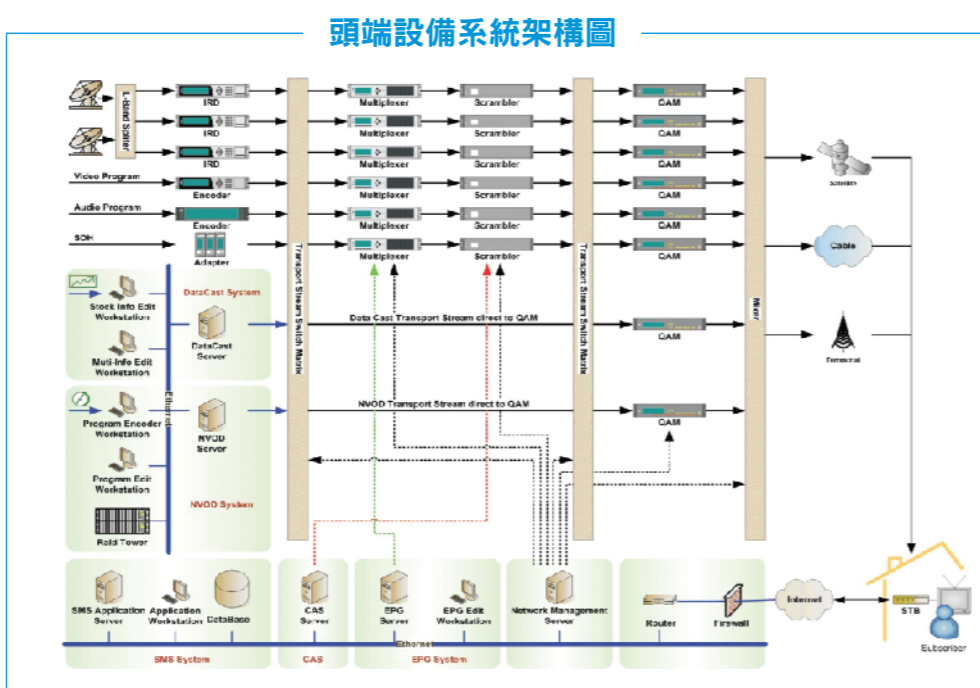 頭端設備系統架構圖
L-Band Spliter
IRD
Multiplexer
Scrambler
QAM
IRD
Multiplexer
Scrambler
QAM
IRD
Multiplexer
Scrambler
QAM
Satellite
Video Program
Encoder
Multiplexer
Scrambler
QAM
Audio Program
Encoder
Multiplexer
Scrambler
QAM
SDH
Adapter
Multiplexer
Scrambler
QAM
Cable
Transport Stream Switch Matrix
Transport Stream Switch Matrix
Mixer
DataCast System
Stock Info Edit
Workstation
DataCast
Server
Muti-Info Edit
Workstation
Data Cast Transport Stream direct to QAM
QAM
Terrestrial
Ethernet
Program Encoder
Workstation
NVOD
Server
NVOD Transport Stream direct to QAM
QAM
Program Edit
Workstation
NVOD System
Raid Tower
SMS Application
Server
Application
Workstation
DataBase
CAS
Server
EPG
Server
EPG Edit
Workstation
Network Management
Server
Router
Firewall
Internet
STB
Subscriber
Ethernet
SMS System
CAS
EPG System